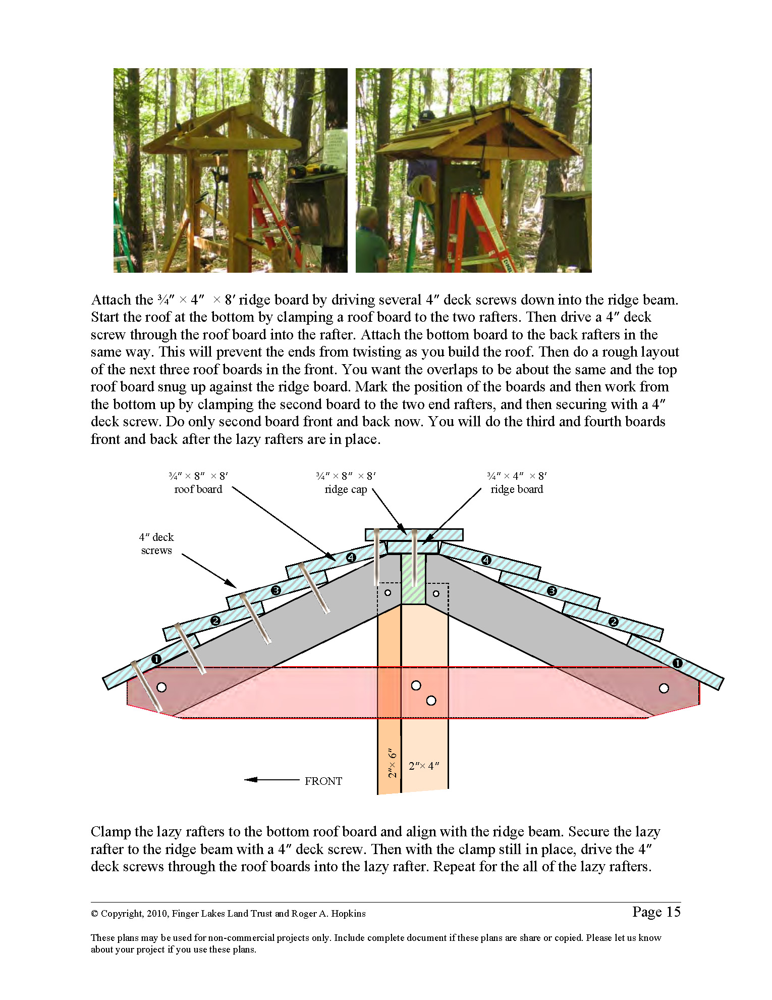 Attach the ¾″ × 4″  × 8′ ridge board by driving several 4″ deck screws down into the ridge beam.
Start the roof at the bottom by clamping a roof board to the two rafters. Then drive a 4″ deck
screw through the roof board into the rafter. Attach the bottom board to the back rafters in the
same way. This will prevent the ends from twisting as you build the roof. Then do a rough layout
of the next three roof boards in the front. You want the overlaps to be about the same and the top
roof board snug up against the ridge board. Mark the position of the boards and then work from
the bottom up by clamping the second board to the two end rafters, and then securing with a 4″
deck screw. Do only second board front and back now. You will do the third and fourth boards
front and back after the lazy rafters are in place.
¾″ × 8″  × 8′
roof board
¾″ × 8″  × 8′
ridge cap
¾″ × 4″  × 8′
ridge board
4″ deck
screws
❹
❹
❸
❸
❷
❷
❶
❶
2″× 6″
2″× 4″
FRONT
Clamp the lazy rafters to the bottom roof board and align with the ridge beam. Secure the lazy
rafter to the ridge beam with a 4″ deck screw. Then with the clamp still in place, drive the 4″
deck screws through the roof boards into the lazy rafter. Repeat for the all of the lazy rafters.
© Copyright, 2010, Finger Lakes Land Trust and Roger A. Hopkins
Page 15
These plans may be used for non-commercial projects only. Include complete document if these plans are share or copied. Please let us know
about your project if you use these plans.